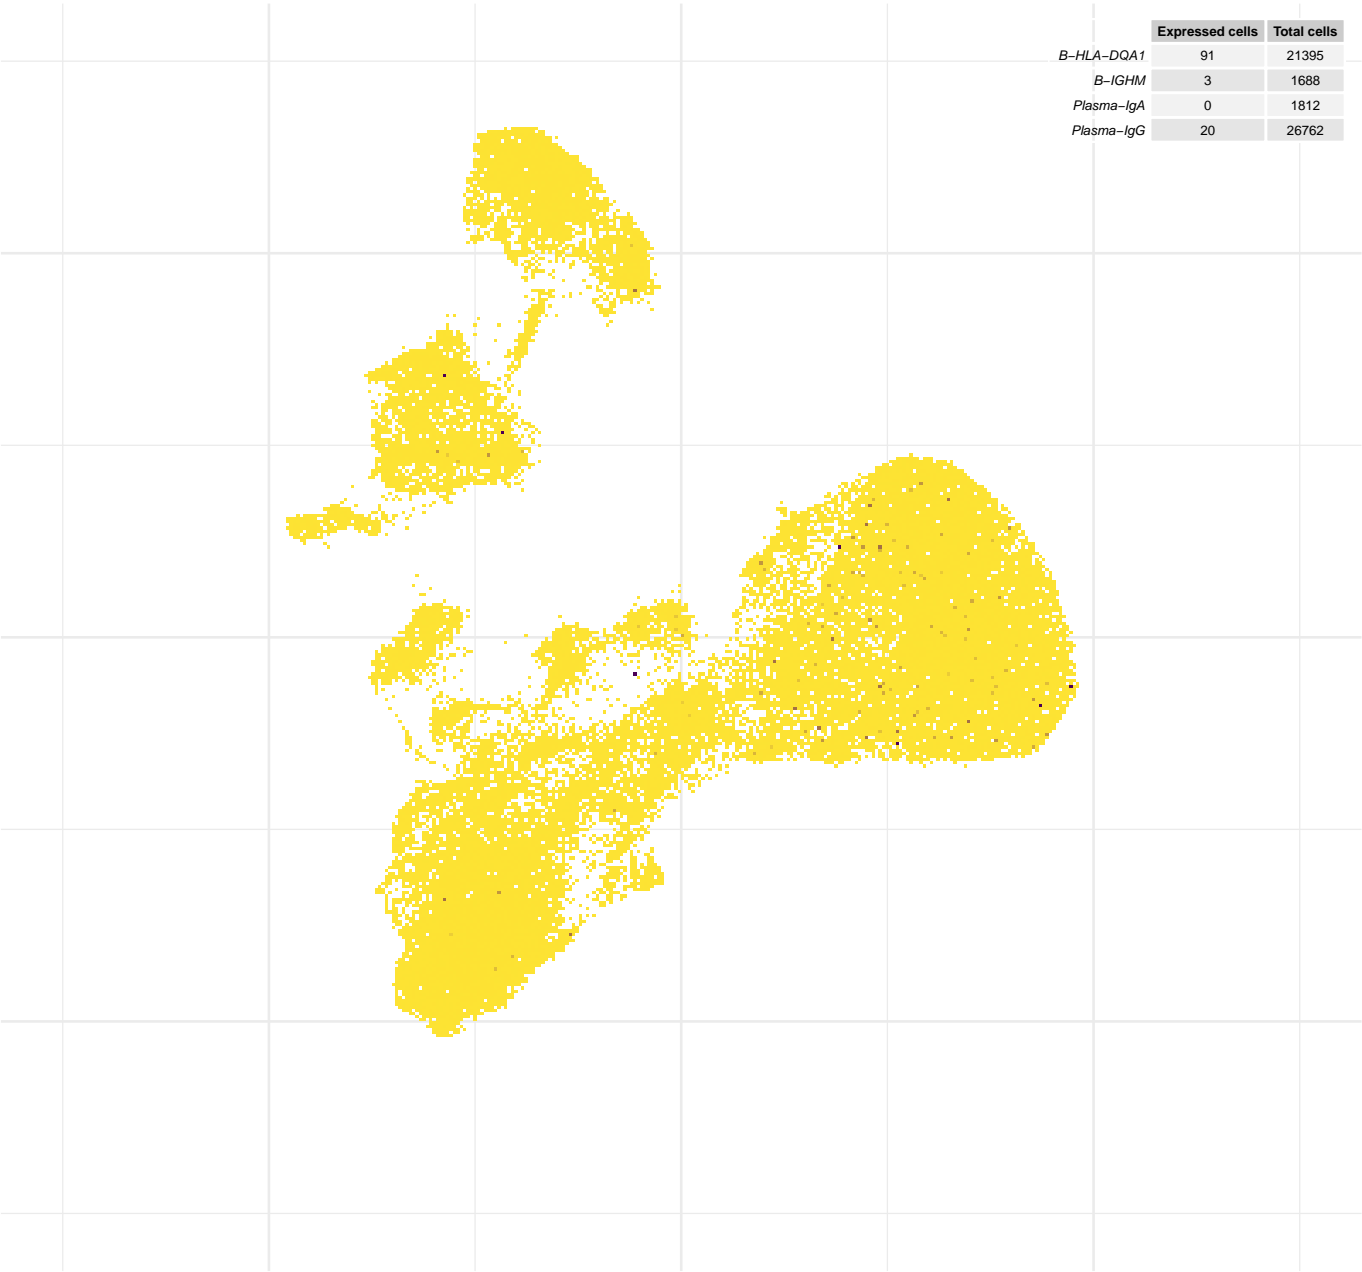 Expressed cells Total cells
B−HLA−DQA1 91 21395
B−IGHM 3 1688
Plasma−IgA 0 1812
Plasma−IgG 20 26762